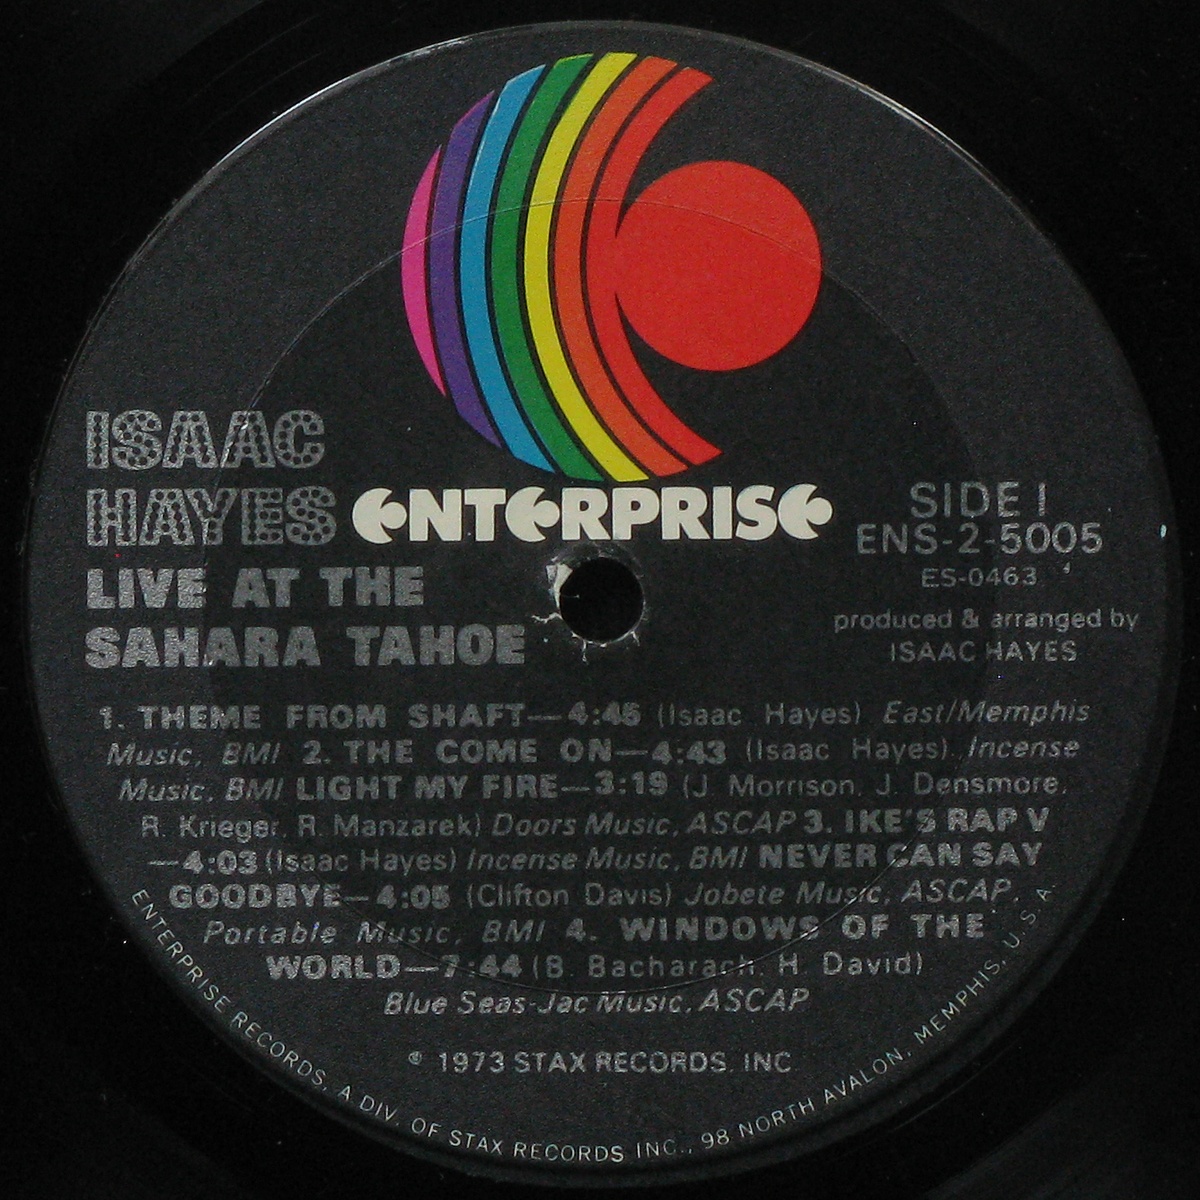 ISAAC
HAYES
ENTERPRISE
LIVE AT THE
SAHARA TAHOE
SIDE I
ENS-2-5005
ES-0463
produced & arranged by
ISAAC HAYES
1. THEME FROM SHAFT—4:45 (Isaac Hayes) East/Memphis
Music, BMI 2. THE COME ON—4:43 (Isaac Hayes) Incense
Music, BMI LIGHT MY FIRE—3:19 (J. Morrison, J. Densmore,
R. Krieger, R. Manzarek) Doors Music, ASCAP 3. IKE'S RAP V
—4:03 (Isaac Hayes) Incense Music, BMI NEVER CAN SAY
GOODBYE—4:05 (Clifton Davis) Jobete Music, ASCAP,
Portable Music, BMI 4. WINDOWS OF THE
WORLD—7:44 (B. Bacharach, H. David)
Blue Seas-Jac Music, ASCAP
℗ 1973 STAX RECORDS, INC
ENTERPRISE RECORDS, A DIV. OF STAX RECORDS INC., 98 NORTH AVALON, MEMPHIS, U.S.A.